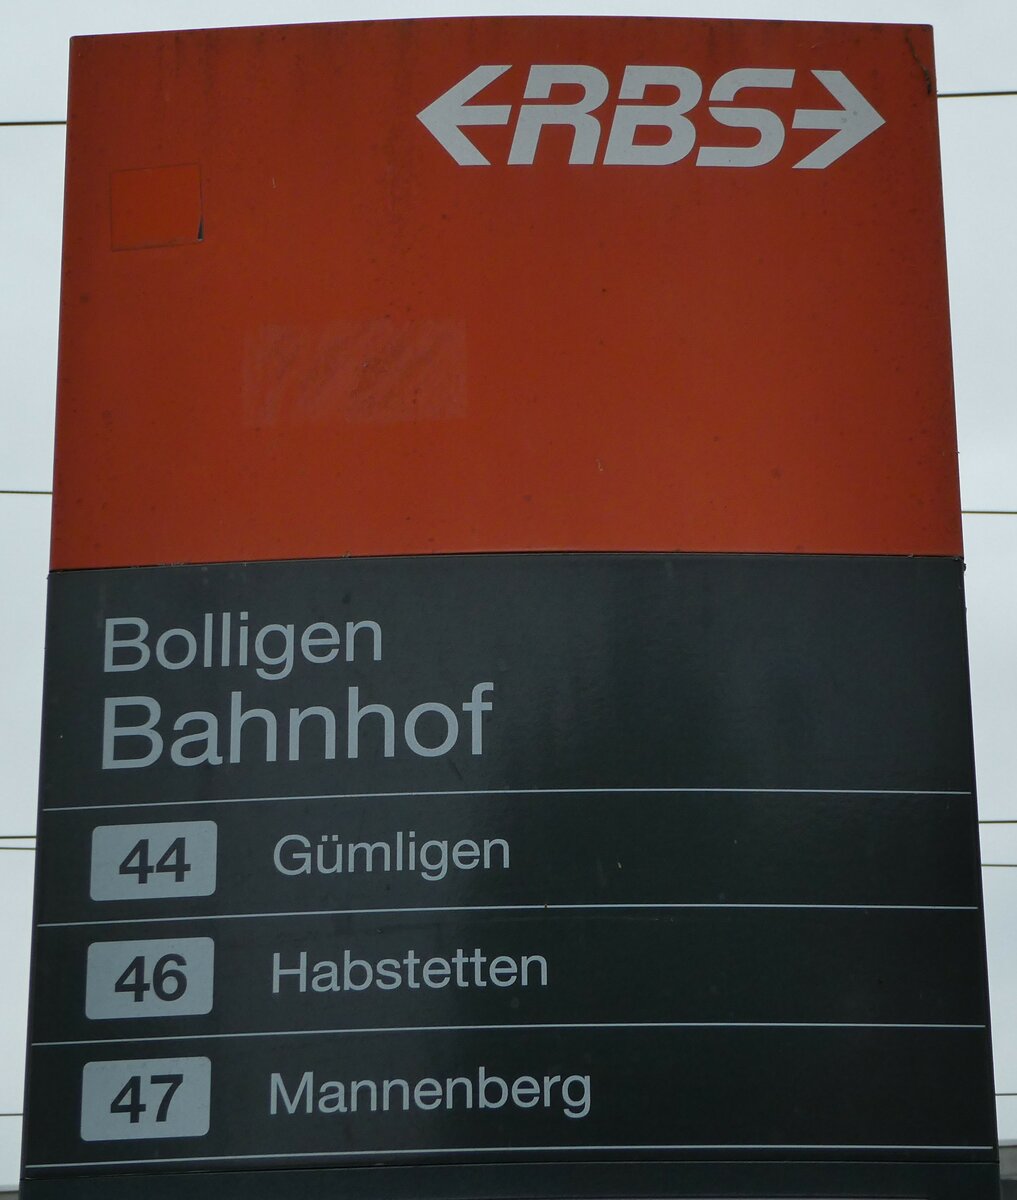 RBS
Bolligen
Bahnhof
44 Gümligen
46 Habstetten
47 Mannenberg